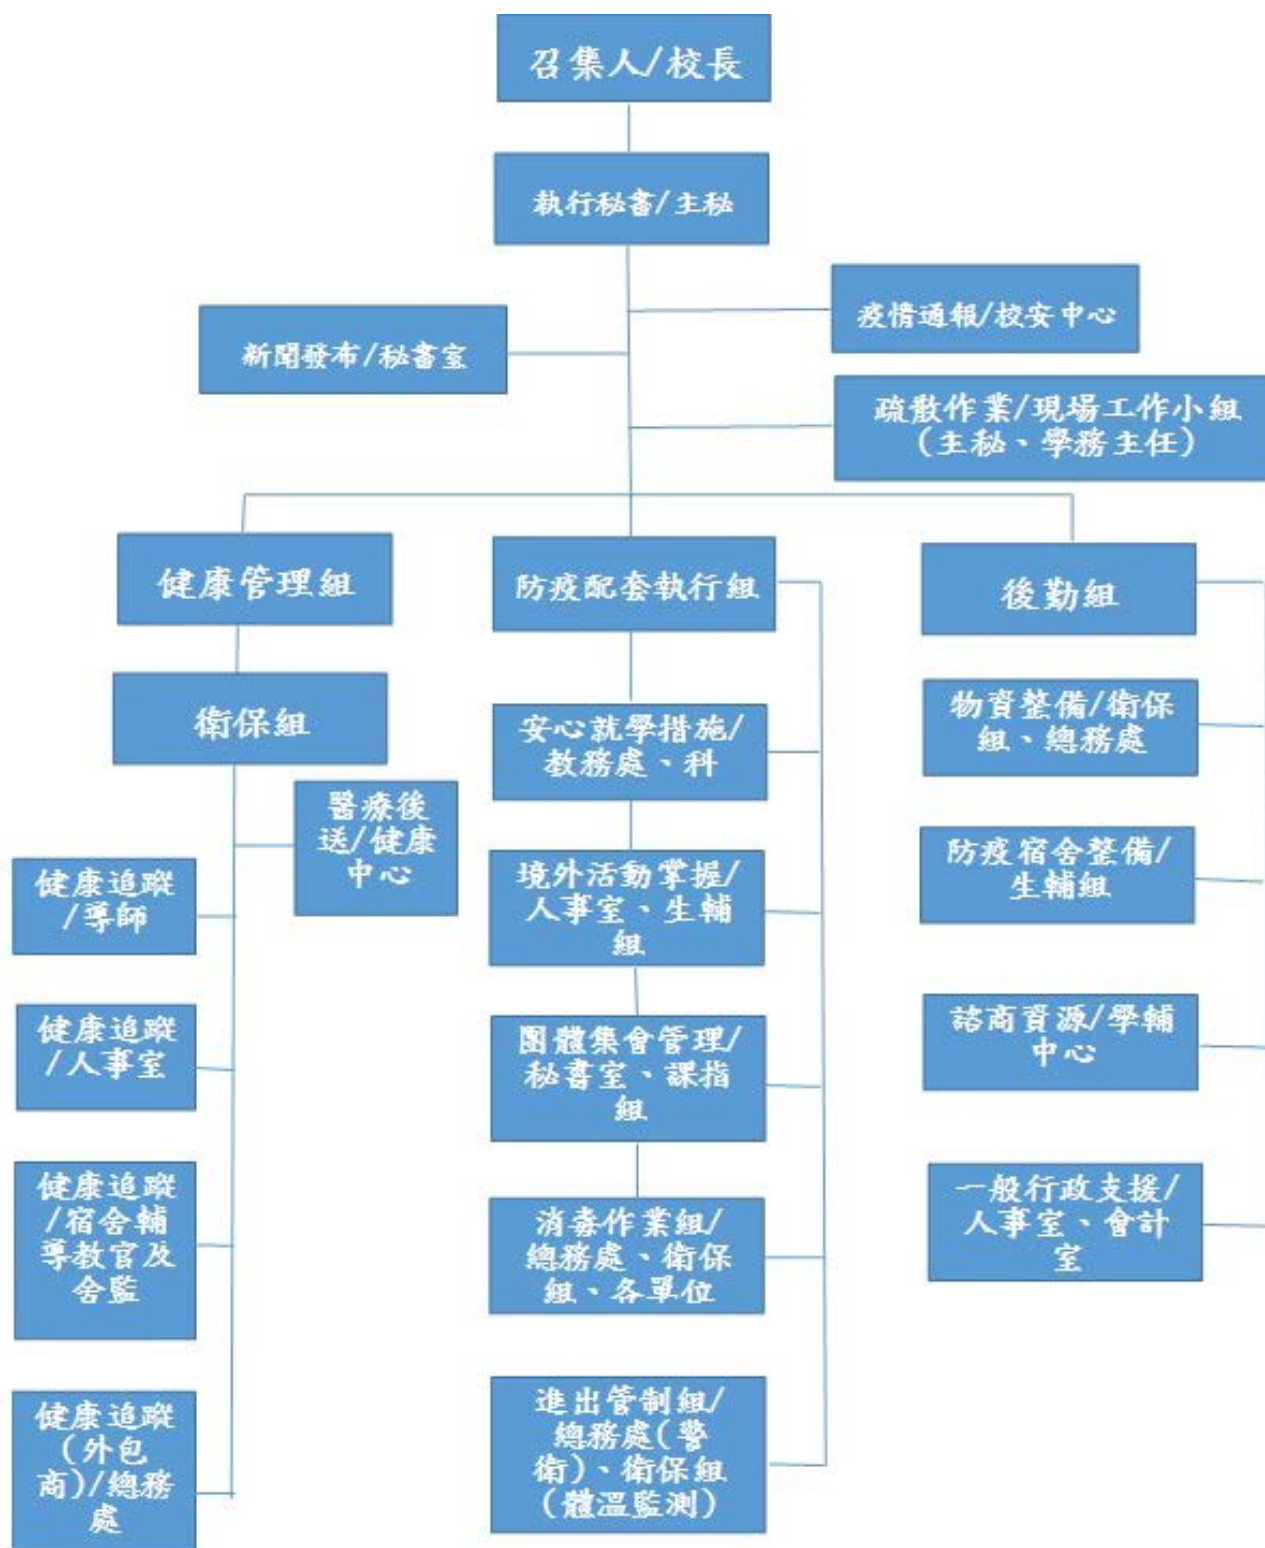 召集人/校長
執行秘書/主秘
疫情通報/校安中心
新聞發布/秘書室
疏散作業/現場工作小組
(主秘、學務主任)
健康管理組
衛保組
醫療後
送/健康
中心
健康追蹤
/導師
健康追蹤
/人事室
健康追蹤
/宿舍輔
導教官及
舍監
健康追蹤
(外包
商)/總務
處
防疫配套執行組
安心就學措施/
教務處、科
境外活動掌握/
人事室、生輔
組
團體集會管理/
秘書室、課指
組
消毒作業組/
總務處、衛保
組、各單位
進出管制組/
總務處(警
衛)、衛保組
(體溫監測)
後勤組
物資整備/衛保
組、總務處
防疫宿舍整備/
生輔組
諮商資源/學輔
中心
一般行政支援/
人事室、會計
室